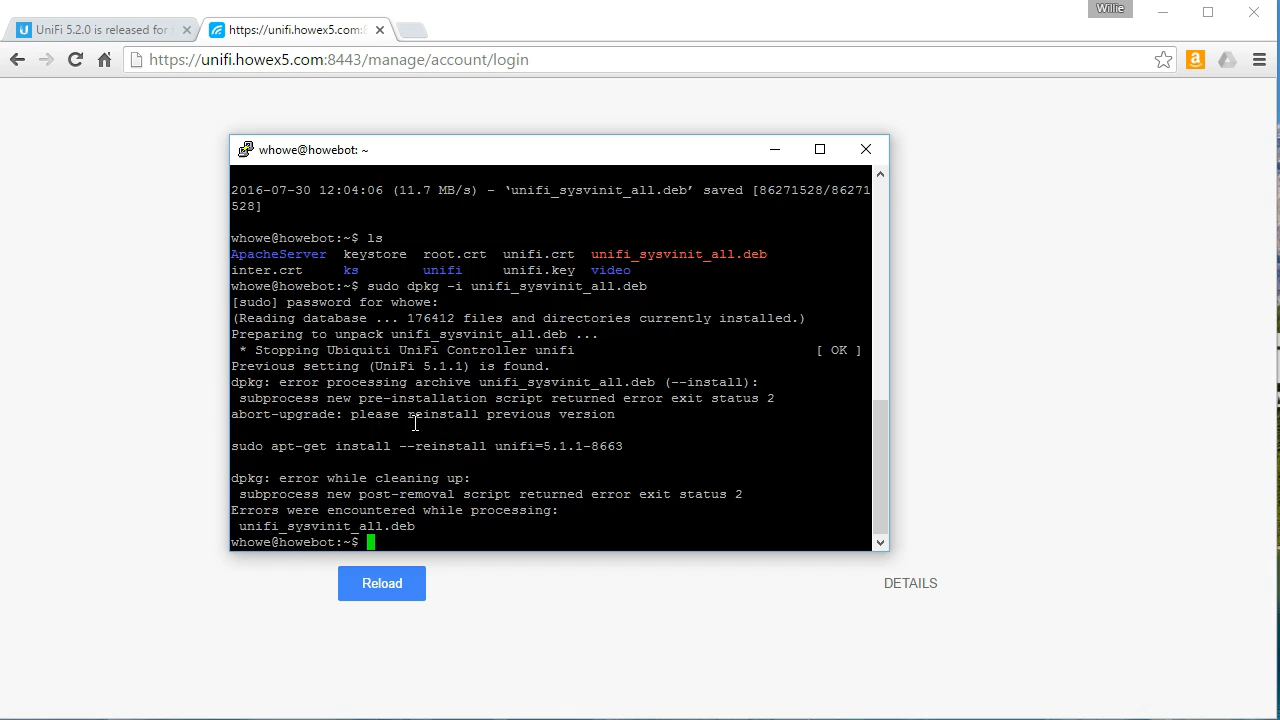 Willie
UniFi 5.2.0 is released for
https://unifi.howex5.com:8
https://unifi.howex5.com:8443/manage/account/login
whowe@howebot: ~
2016-07-30 12:04:06 (11.7 MB/s) - ‘unifi_sysvinit_all.deb’ saved [86271528/86271
528]
whowe@howebot:~$ ls
ApacheServer keystore root.crt unifi.crt unifi_sysvinit_all.deb
inter.crt ks unifi unifi.key video
whowe@howebot:~$ sudo dpkg -i unifi_sysvinit_all.deb
[sudo] password for whowe:
(Reading database ... 176412 files and directories currently installed.)
Preparing to unpack unifi_sysvinit_all.deb ...
* Stopping Ubiquiti UniFi Controller unifi [ OK ]
Previous setting (UniFi 5.1.1) is found.
dpkg: error processing archive unifi_sysvinit_all.deb (--install):
subprocess new pre-installation script returned error exit status 2
abort-upgrade: please reinstall previous version
sudo apt-get install --reinstall unifi=5.1.1-8663
dpkg: error while cleaning up:
subprocess new post-removal script returned error exit status 2
Errors were encountered while processing:
unifi_sysvinit_all.deb
whowe@howebot:~$
Reload
DETAILS